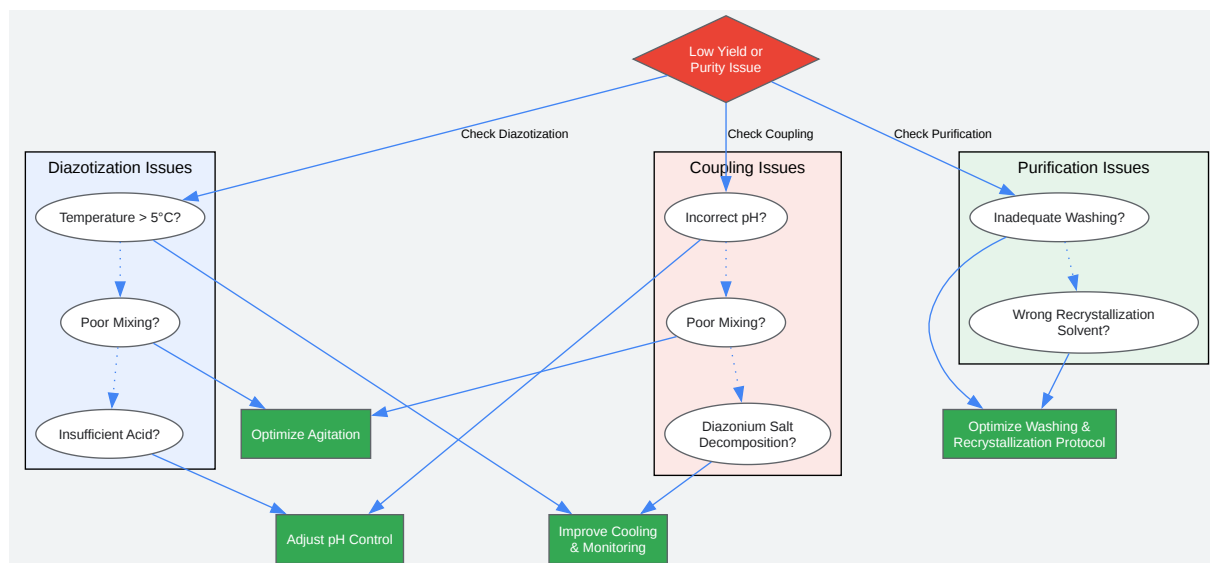 Low Yield or
Purity Issue
Check Diazotization
Check Coupling
Check Purification
Diazotization Issues
Coupling Issues
Purification Issues
Temperature > 5°C?
Incorrect pH?
Inadequate Washing?
Poor Mixing?
Poor Mixing?
Wrong Recrystallization
Solvent?
Insufficient Acid?
Optimize Agitation
Diazonium Salt
Decomposition?
Optimize Washing &
Recrystallization Protocol
Adjust pH Control
Improve Cooling
& Monitoring